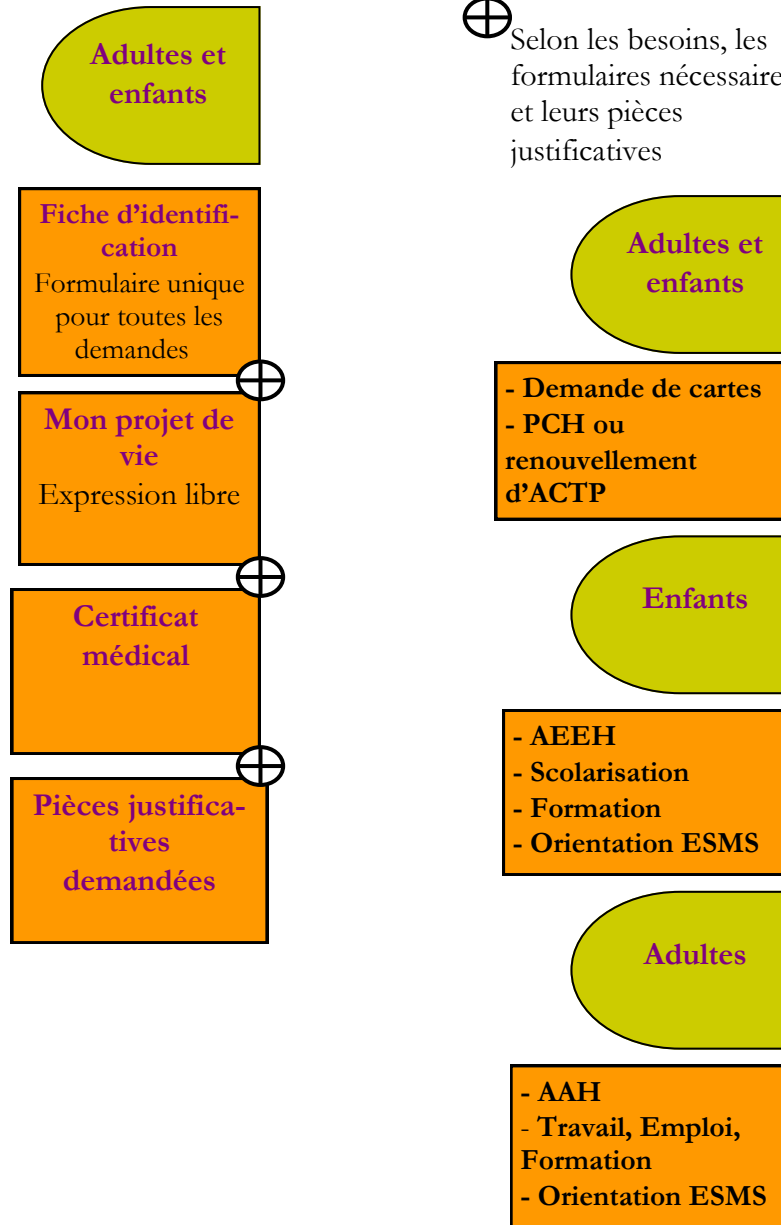 Adultes et
enfants
Fiche d’identifi-
cation
Formulaire unique
pour toutes les
demandes
Mon projet de
vie
Expression libre
Certificat
médical
Pièces justifica-
tives
demandées
Selon les besoins, les
formulaires nécessaire
et leurs pièces
justificatives
Adultes et
enfants
- Demande de cartes
- PCH ou
renouvellement
d’ACTP
Enfants
- AEEH
- Scolarisation
- Formation
- Orientation ESMS
Adultes
- AAH
- Travail, Emploi,
Formation
- Orientation ESMS